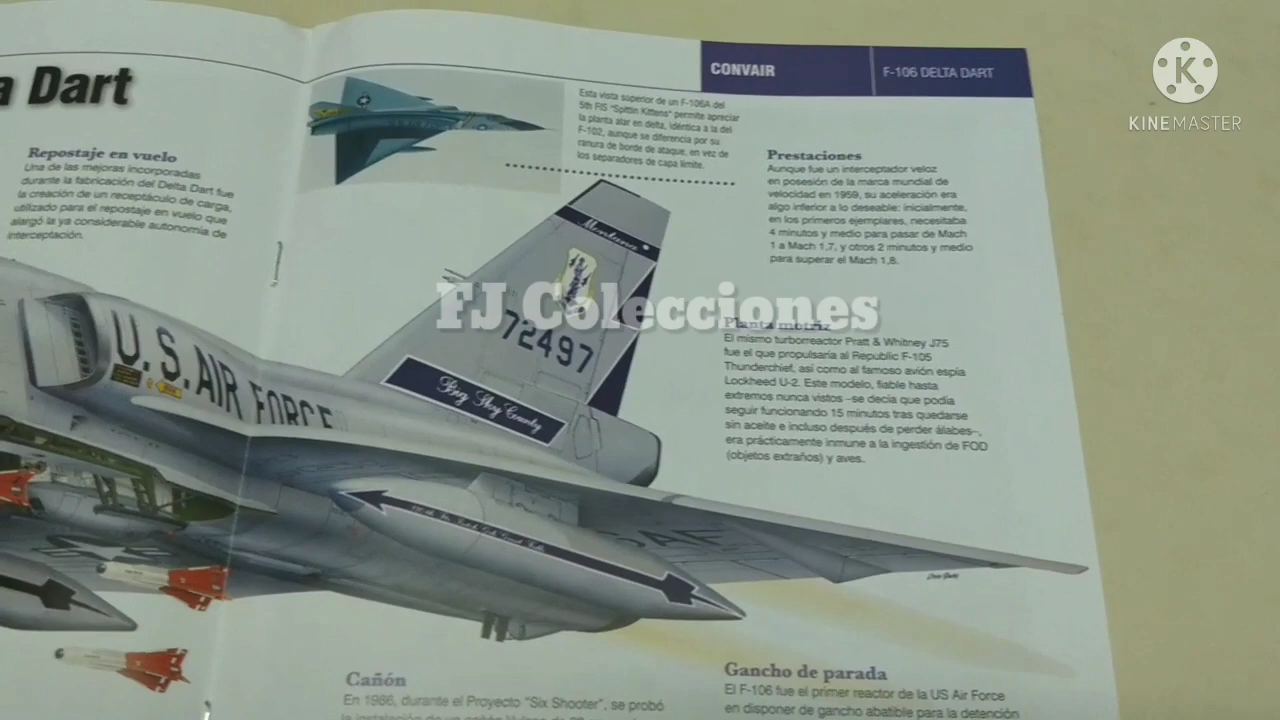 a Dart
CONVAIR
F-106 DELTA DART
KINEMASTER
Repostaje en vuelo
Una de las mejoras incorporadas
durante la fabricación del Delta Dart fue
la creación de un receptáculo de carga,
utilizado para el repostaje en vuelo que
alargó la ya considerable autonomía de
interceptación.
Esta vista superior de un F-106A del
5th FIS "Spittin Kittens" permite apreciar
la planta alar en delta, idéntica a la del
F-102, aunque se diferencia por su
ranura de borde de ataque, en vez de
los separadores de capa límite.
Prestaciones
Aunque fue un interceptador veloz
en posesión de la marca mundial de
velocidad en 1959, su aceleración era
algo inferior a lo deseable: inicialmente,
en los primeros ejemplares, necesitaba
4 minutos y medio para pasar de Mach
1 a Mach 1,7, y otros 2 minutos y medio
para superar el Mach 1,8.
Montana
FJ Colecciones
72497
U.S. AIR FORCE
Big Sky Country
USAF
Planta motriz
El mismo turborreactor Pratt & Whitney J75
fue el que propulsaría al Republic F-105
Thunderchief, así como al famoso avión espía
Lockheed U-2. Este modelo, fiable hasta
extremos nunca vistos –se decía que podía
seguir funcionando 15 minutos tras quedarse
sin aceite e incluso después de perder álabes–,
era prácticamente inmune a la ingestión de FOD
(objetos extraños) y aves.
Cañón
En 1986, durante el Proyecto "Six Shooter", se probó
Gancho de parada
El F-106 fue el primer reactor de la US Air Force
en disponer de gancho abatible para la detención